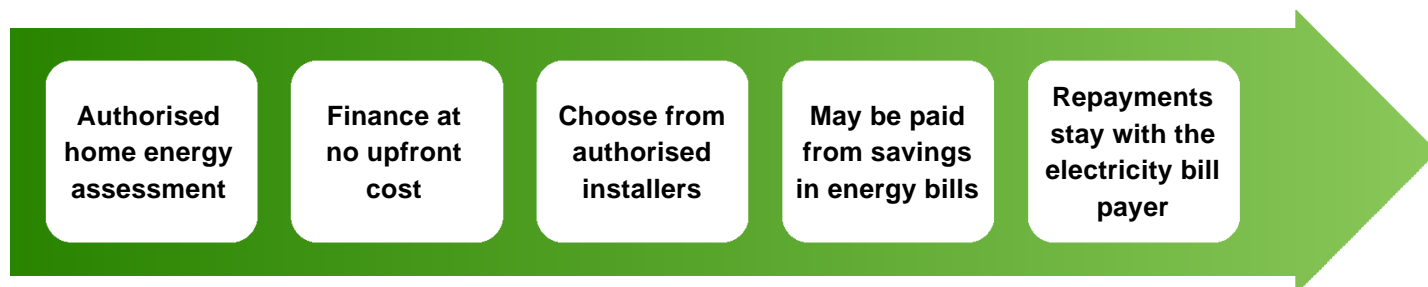 Authorised
home energy
assessment
Finance at
no upfront
cost
Choose from
authorised
installers
May be paid
from savings
in energy bills
Repayments
stay with the
electricity bill
payer